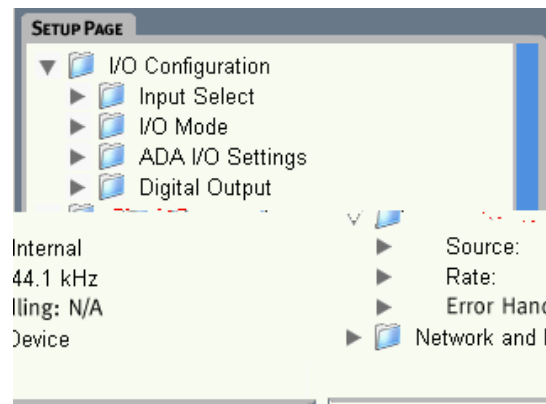 SETUP PAGE
I/O Configuration
Input Select
I/O Mode
ADA I/O Settings
Digital Output
Internal
Source:
44.1 kHz
Rate:
lling: N/A
Error Hand
Device
Network and